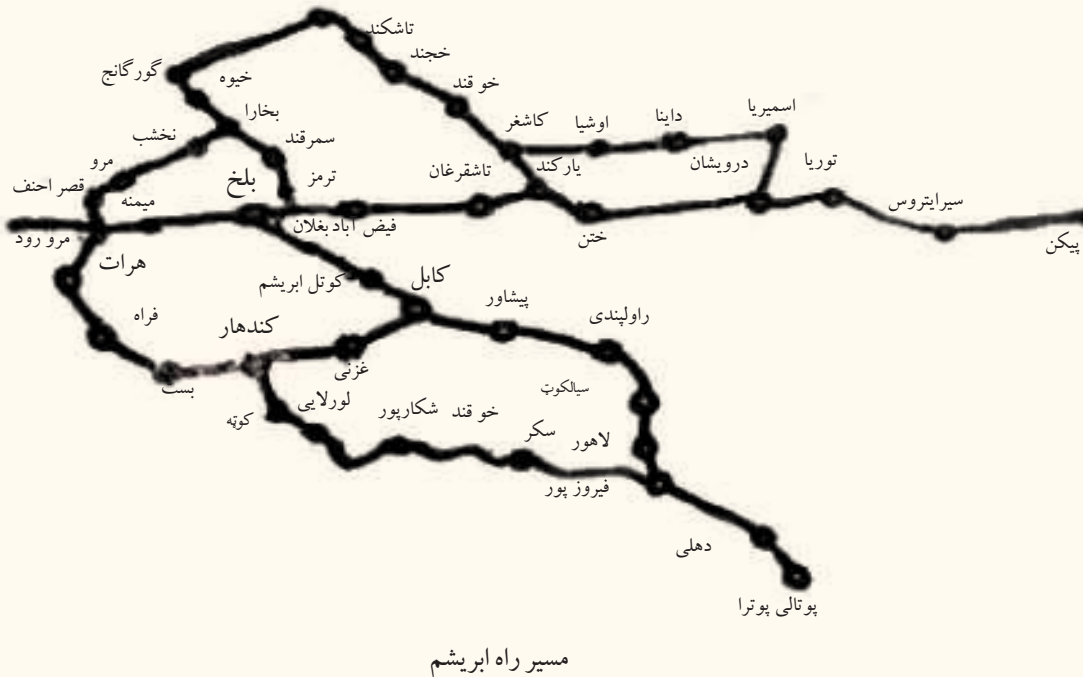 تاشکند
خجند
خو قند
گورگانج
خیوه
بخارا
نخشب
سمرقند
کاشغر
اوشیا
داینا
اسمیریا
مرو
قصر احنف
میمنه
بلخ
ترمز
تاشقرغان
یارکند
درویشان
توریا
مرو رود
فیض آباد بغلان
ختن
سیرایتروس
پیکن
هرات
کوتل ابریشم
کابل
پیشاور
راولپندی
فراه
کندهار
غزنی
بست
سیالکوټ
کوټه
لورلایی
شکارپور
خو قند
سکر
لاهور
فیروز پور
دهلی
پوتالی پوترا
مسیر راه ابریشم